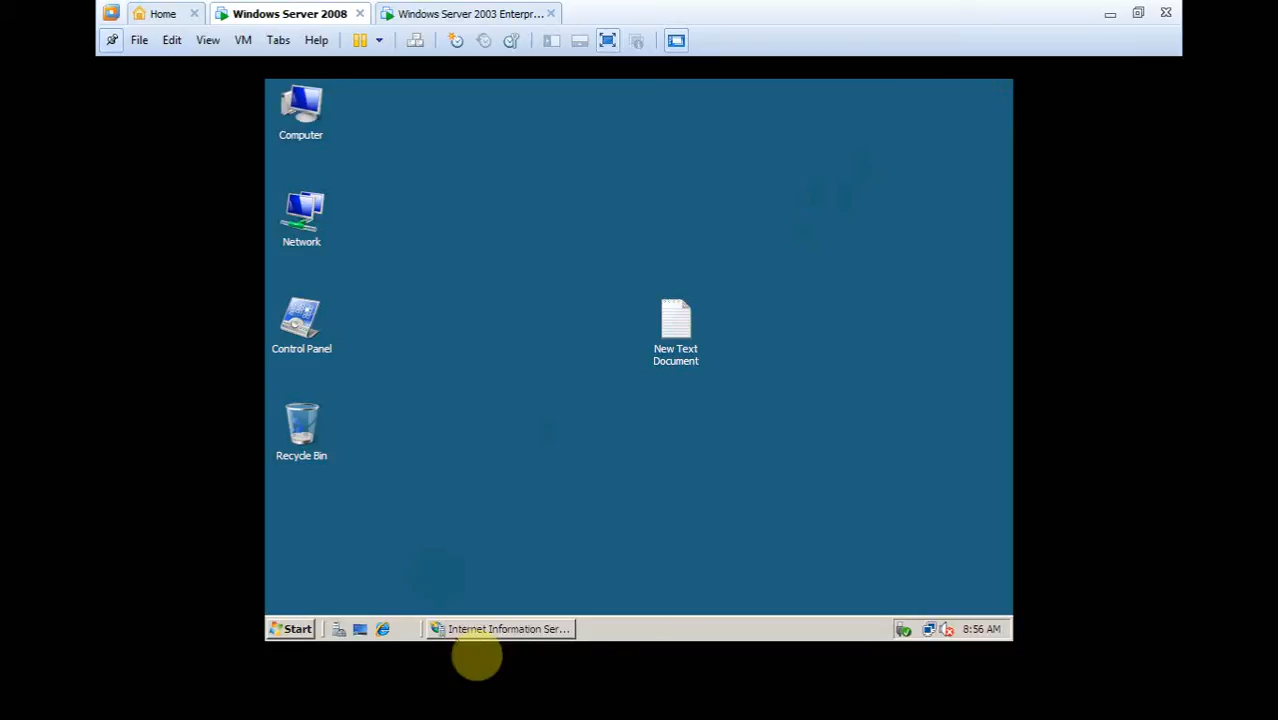 Home
Windows Server 2008
Windows Server 2003 Enterpr...
File
Edit
View
VM
Tabs
Help
Computer
Network
Control Panel
Recycle Bin
New Text
Document
Start
Internet Information Ser...
8:56 AM